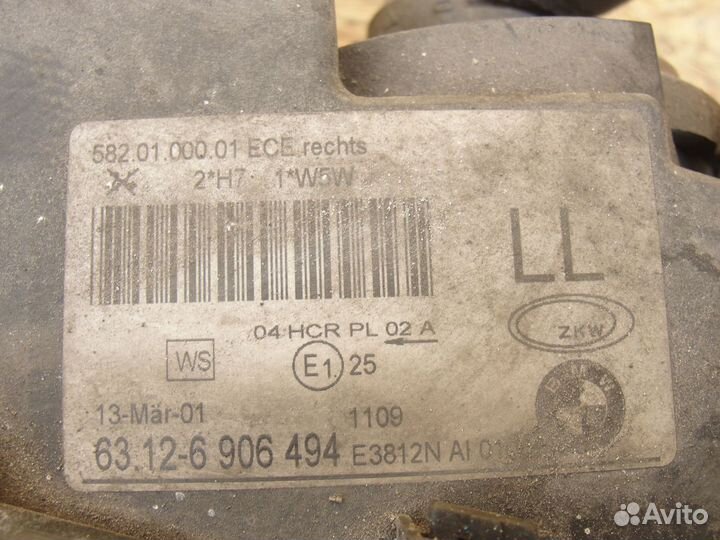 582.01.000.01 ECE rechts
2*H7 1*W5W
LL
04 HCR PL 02 A
ZKW
WS
E1 25
BMW
13-Mär-01 1109
63.12-6 906 494 E3812N AI
Avito